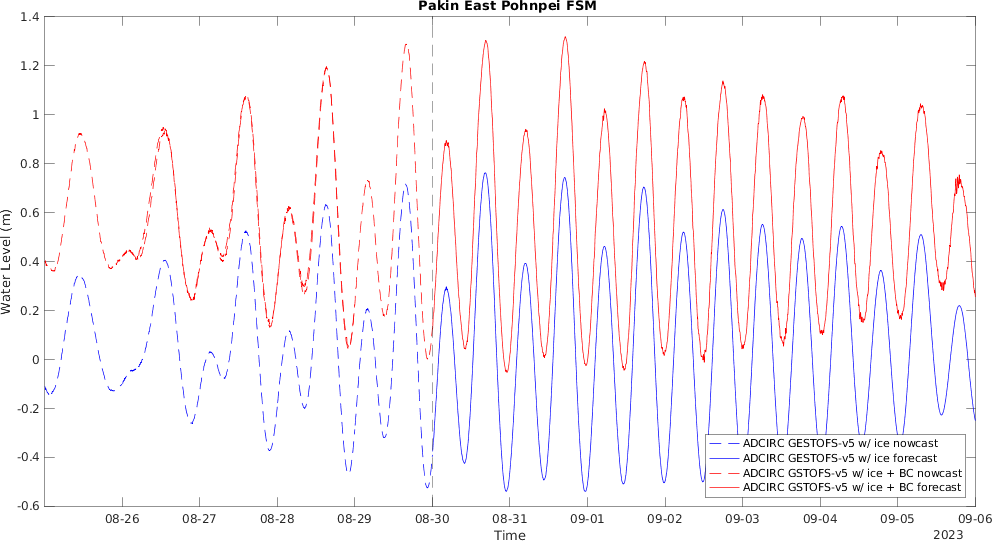 Pakin East Pohnpei FSM
Water Level (m)
1.4
1.2
1
0.8
0.6
0.4
0.2
0
-0.2
-0.4
-0.6
ADCIRC GESTOFS-v5 w/ ice nowcast
ADCIRC GESTOFS-v5 w/ ice forecast
ADCIRC GSTOFS-v5 w/ ice + BC nowcast
ADCIRC GSTOFS-v5 w/ ice + BC forecast
08-26 08-27 08-28 08-29 08-30 08-31 09-01 09-02 09-03 09-04 09-05 09-06
Time
2023